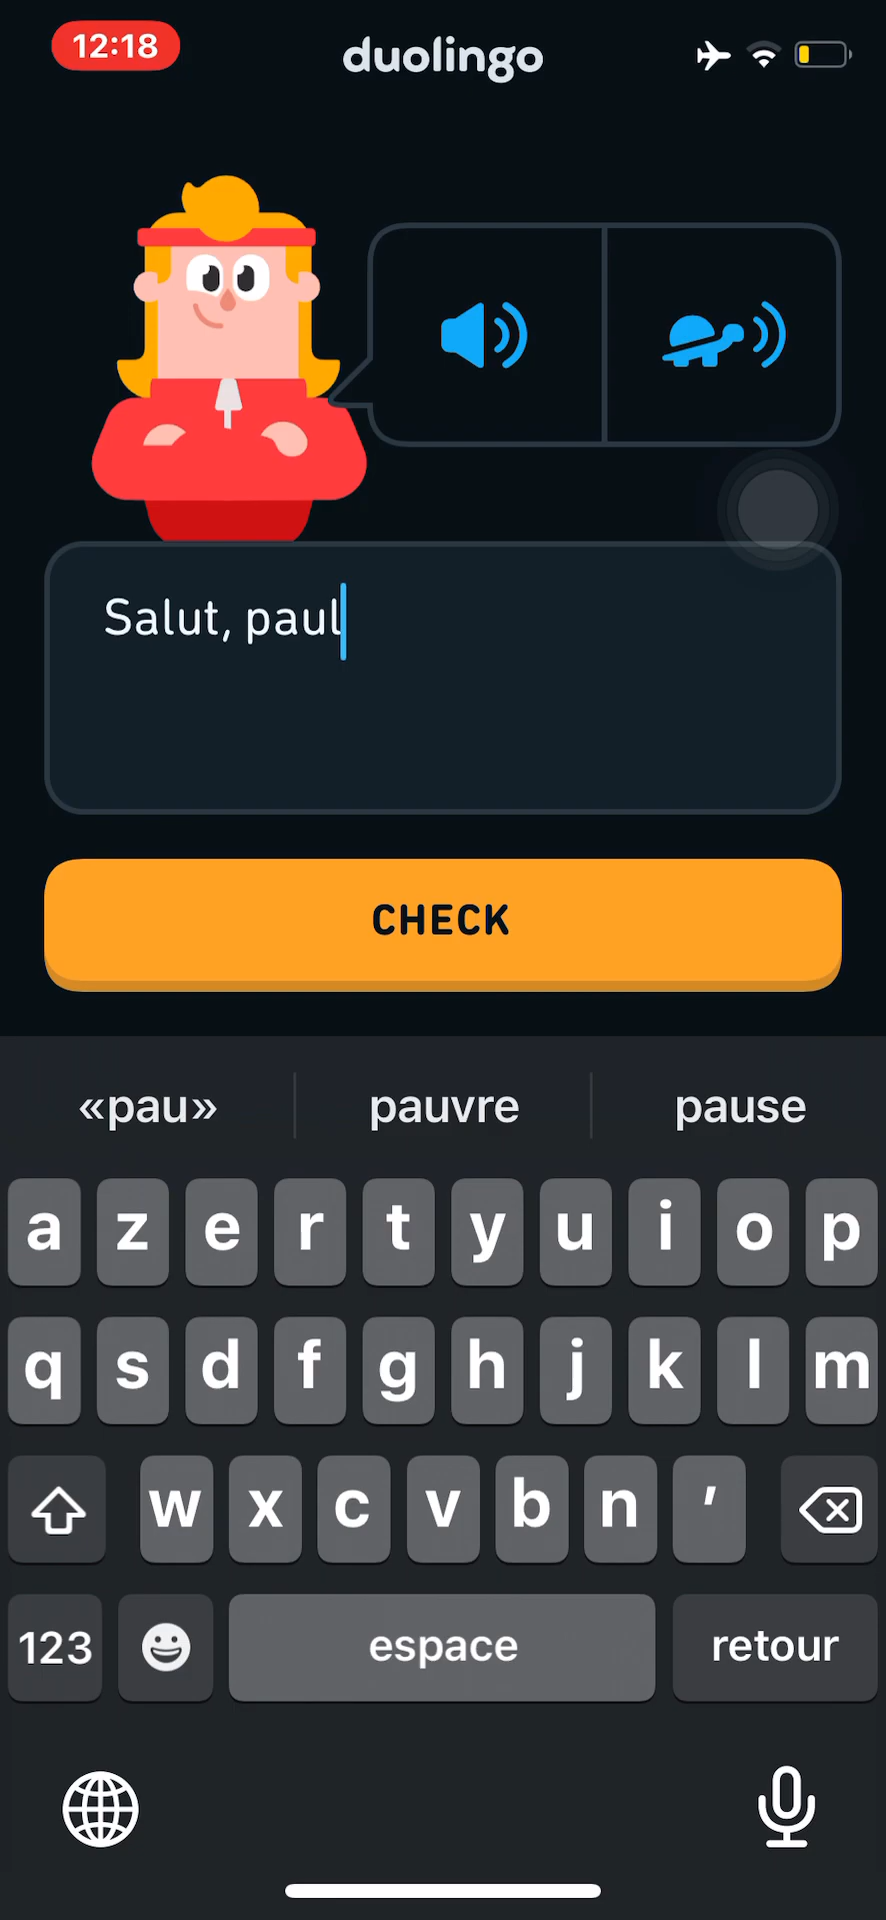 12:18
duolingo
Salut, paul
CHECK
«pau» pauvre pause
a z e r t y u i o p
q s d f g h j k l m
w x c v b n '
123 espace retour